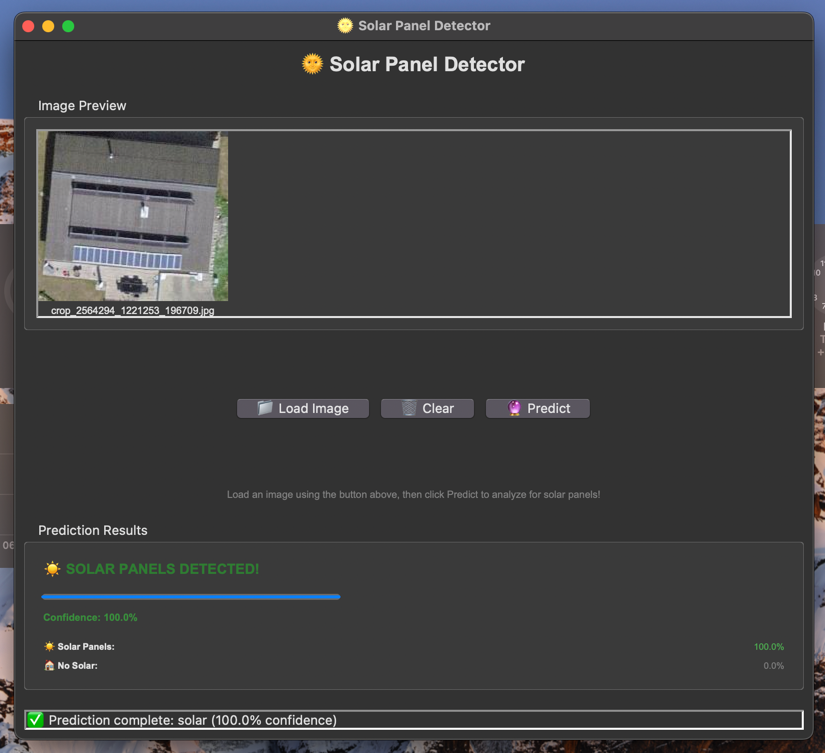 Solar Panel Detector
Solar Panel Detector
Image Preview
crop_2564294_1221253_196709.jpg
Load Image
Clear
Predict
Load an image using the button above, then click Predict to analyze for solar panels!
Prediction Results
SOLAR PANELS DETECTED!
Confidence: 100.0%
Solar Panels: 100.0%
No Solar: 0.0%
Prediction complete: solar (100.0% confidence)
06